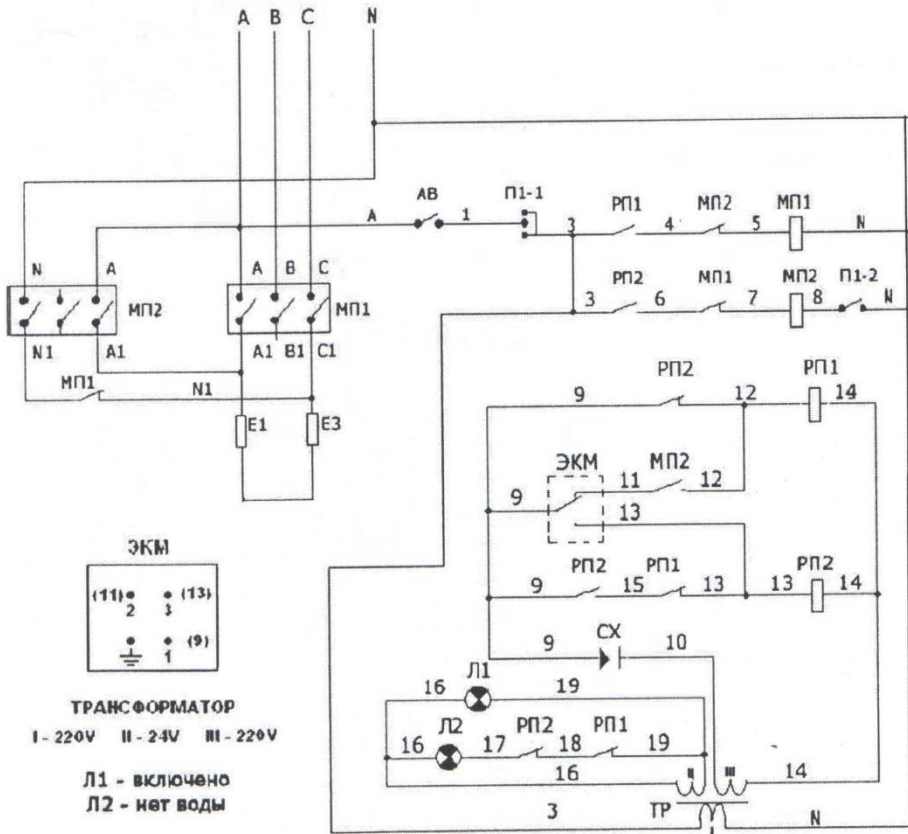 A B C N
АВ П1-1 РП1 МП2 МП1
A 1 3 4 5 N
N A A B C РП2 МП1 МП2 П1-2
МП2 МП1 3 6 7 8 N
N1 A1 A1 B1 C1
МП1 N1 РП2 РП1
9 12 14
E1 E3
ЭКМ МП2
11 12
9 13
ЭКМ
РП2 РП1 РП2
(11) (13) 9 15 13 13 14
2 3
(9)
1
СХ
9 10
Л1
16 19
ТРАНСФОРМАТОР
I - 220V II - 24V III - 220V
Л2 РП2 РП1
16 17 18 19
Л1 - включено
16 II III 14
Л2 - нет воды
3 ТР N